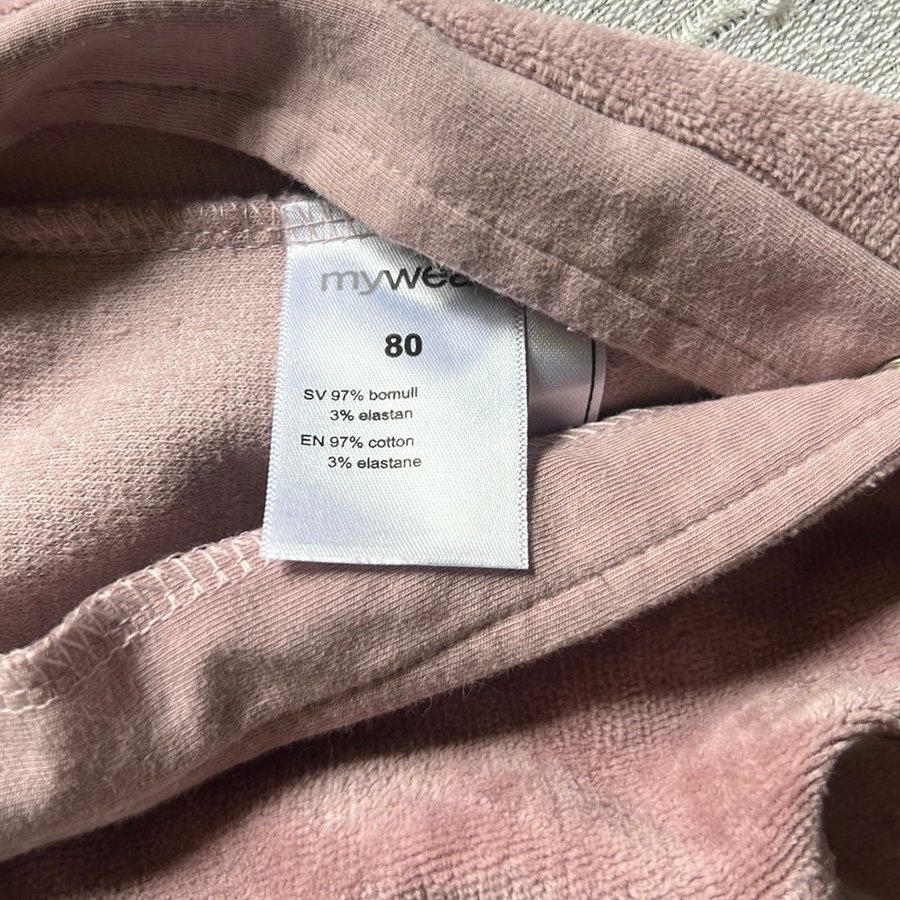 mywea
80
SV 97% bomull
3% elastan
EN 97% cotton
3% elastane